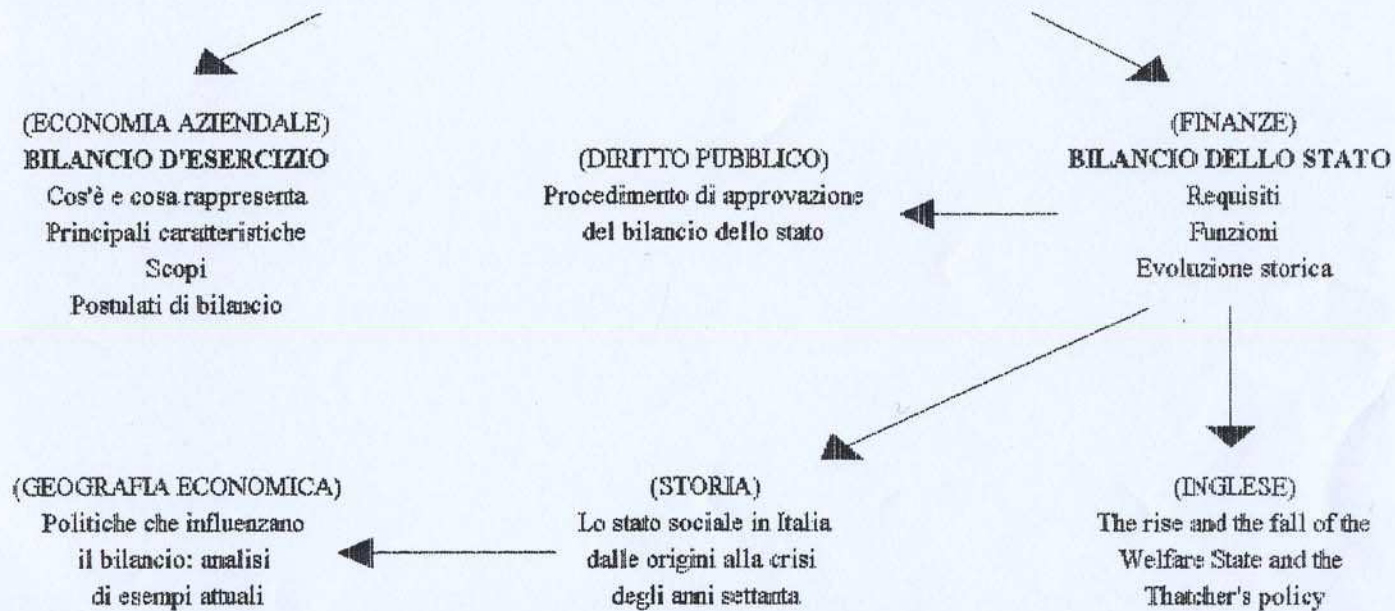 (ECONOMIA AZIENDALE)
BILANCIO D'ESERCIZIO
Cos'è e cosa rappresenta
Principali caratteristiche
Scopi
Postulati di bilancio
(DIRITTO PUBBLICO)
Procedimento di approvazione
del bilancio dello stato
(FINANZE)
BILANCIO DELLO STATO
Requisiti
Funzioni
Evoluzione storica
(GEOGRAFIA ECONOMICA)
Politiche che influenzano
il bilancio: analisi
di esempi attuali
(STORIA)
Lo stato sociale in Italia
dalle origini alla crisi
degli anni settanta
(INGLESE)
The rise and the fall of the
Welfare State and the
Thatcher's policy